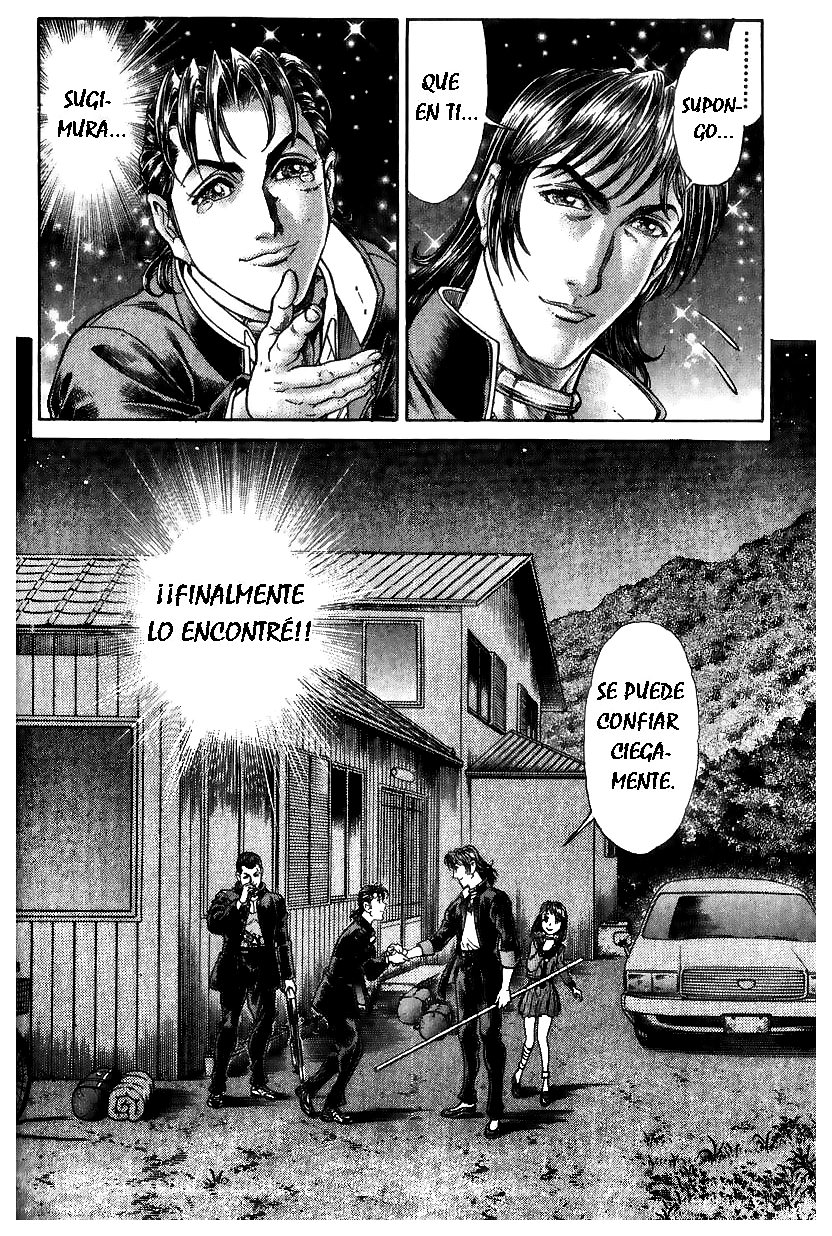 SUPON-
GO...
QUE
EN TI...
SUGI-
MURA...
SE PUEDE
CONFIAR
CIEGA-
MENTE.
¡¡FINALMENTE
LO ENCONTRÉ!!